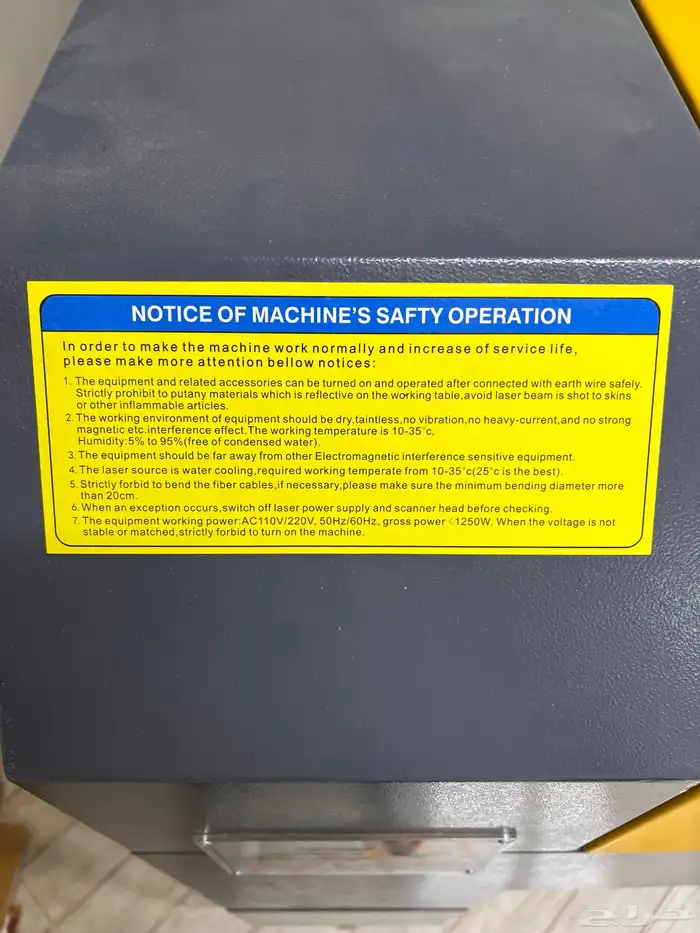 NOTICE OF MACHINE'S SAFTY OPERATION
In order to make the machine work normally and increase of service life,
please make more attention bellow notices:
1. The equipment and related accessories can be turned on and operated after connected with earth wire safely.
Strictly prohibit to putany materials which is reflective on the working table,avoid laser beam is shot to skins
or other inflammable articles.
2. The working environment of equipment should be dry,taintless,no vibration,no heavy-current,and no strong
magnetic etc.interference effect.The working temperature is 10-35°c,
Humidity:5% to 95%(free of condensed water).
3. The equipment should be far away from other Electromagnetic interference sensitive equipment.
4. The laser source is water cooling,required working temperate from 10-35°c(25°c is the best).
5. Strictly forbid to bend the fiber cables,if necessary,please make sure the minimum bending diameter more
than 20cm.
6. When an exception occurs,switch off laser power supply and scanner head before checking.
7. The equipment working power:AC110V/220V, 50Hz/60Hz, gross power <1250W. When the voltage is not
stable or matched,strictly forbid to turn on the machine.
حراج